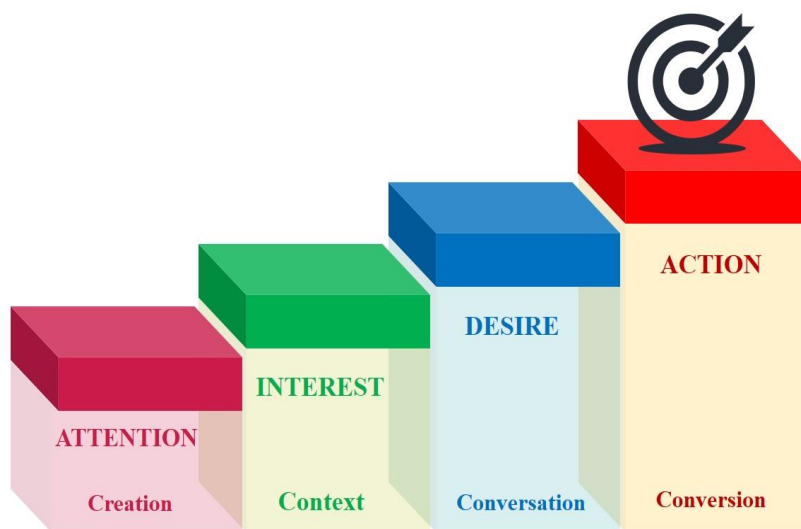 ATTENTION
Creation
INTEREST
Context
DESIRE
Conversation
ACTION
Conversion